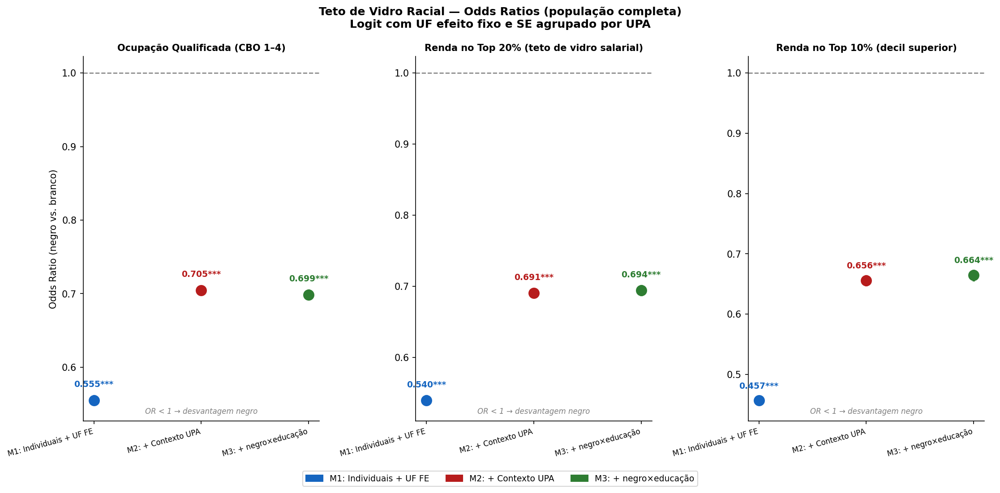 Teto de Vidro Racial — Odds Ratios (população completa)
Logit com UF efeito fixo e SE agrupado por UPA
Ocupação Qualificada (CBO 1–4)
Odds Ratio (negro vs. branco)
1.0
0.9
0.8
0.7
0.6
0.555***
0.705***
0.699***
OR < 1 → desvantagem negro
M1: Individuais + UF FE
M2: + Contexto UPA
M3: + negro×educação
Renda no Top 20% (teto de vidro salarial)
1.0
0.9
0.8
0.7
0.6
0.540***
0.691***
0.694***
OR < 1 → desvantagem negro
M1: Individuais + UF FE
M2: + Contexto UPA
M3: + negro×educação
Renda no Top 10% (decil superior)
1.0
0.9
0.8
0.7
0.6
0.5
0.457***
0.656***
0.664***
OR < 1 → desvantagem negro
M1: Individuais + UF FE
M2: + Contexto UPA
M3: + negro×educação
M1: Individuais + UF FE
M2: + Contexto UPA
M3: + negro×educação